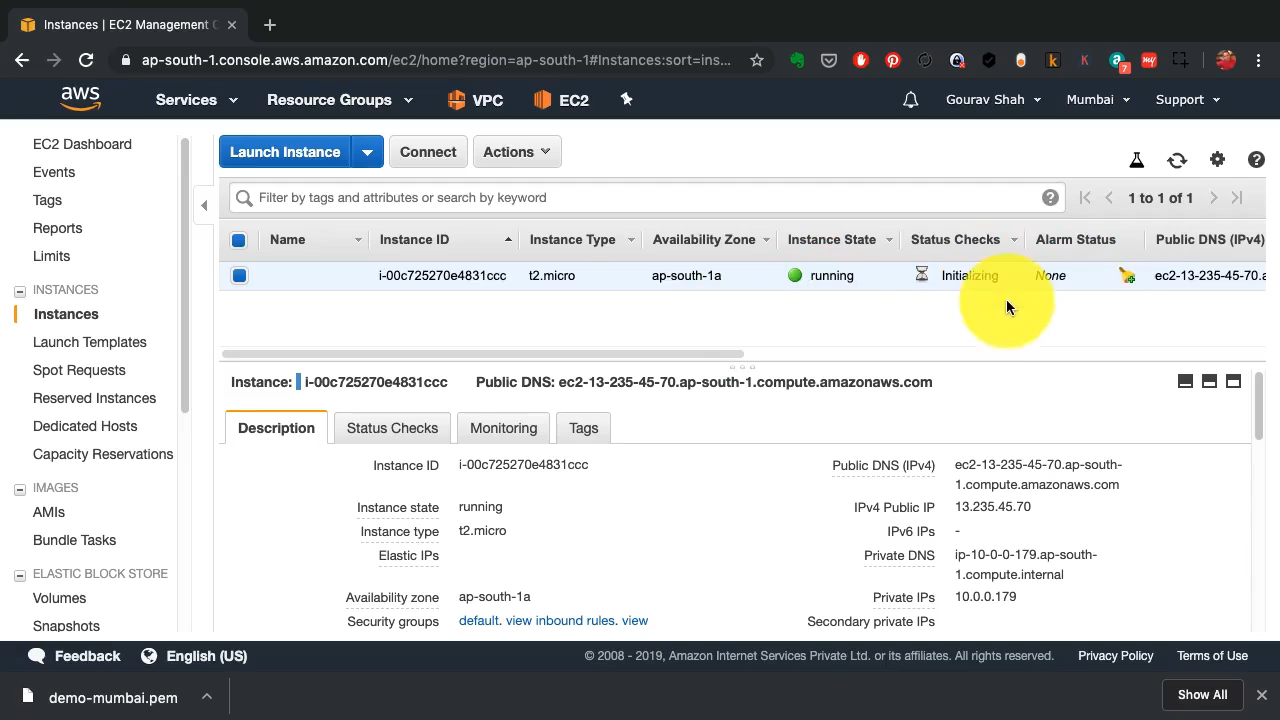 Instances | EC2 Management C
ap-south-1.console.aws.amazon.com/ec2/home?region=ap-south-1#Instances:sort=ins...
7
my
aws
Services
Resource Groups
VPC
EC2
Gourav Shah
Mumbai
Support
EC2 Dashboard
Events
Tags
Reports
Limits
INSTANCES
Instances
Launch Templates
Spot Requests
Reserved Instances
Dedicated Hosts
Capacity Reservations
IMAGES
AMIs
Bundle Tasks
ELASTIC BLOCK STORE
Volumes
Snapshots
Launch Instance
Connect
Actions
Filter by tags and attributes or search by keyword
1 to 1 of 1
Name
Instance ID
Instance Type
Availability Zone
Instance State
Status Checks
Alarm Status
Public DNS (IPv4)
i-00c725270e4831ccc
t2.micro
ap-south-1a
running
Initializing
None
ec2-13-235-45-70.a
Instance: i-00c725270e4831ccc Public DNS: ec2-13-235-45-70.ap-south-1.compute.amazonaws.com
Description
Status Checks
Monitoring
Tags
Instance ID i-00c725270e4831ccc
Instance state running
Instance type t2.micro
Elastic IPs
Availability zone ap-south-1a
Security groups default. view inbound rules. view
Public DNS (IPv4) ec2-13-235-45-70.ap-south-
1.compute.amazonaws.com
IPv4 Public IP 13.235.45.70
IPv6 IPs -
Private DNS ip-10-0-0-179.ap-south-
1.compute.internal
Private IPs 10.0.0.179
Secondary private IPs
Feedback
English (US)
© 2008 - 2019, Amazon Internet Services Private Ltd. or its affiliates. All rights reserved.
Privacy Policy
Terms of Use
demo-mumbai.pem
Show All